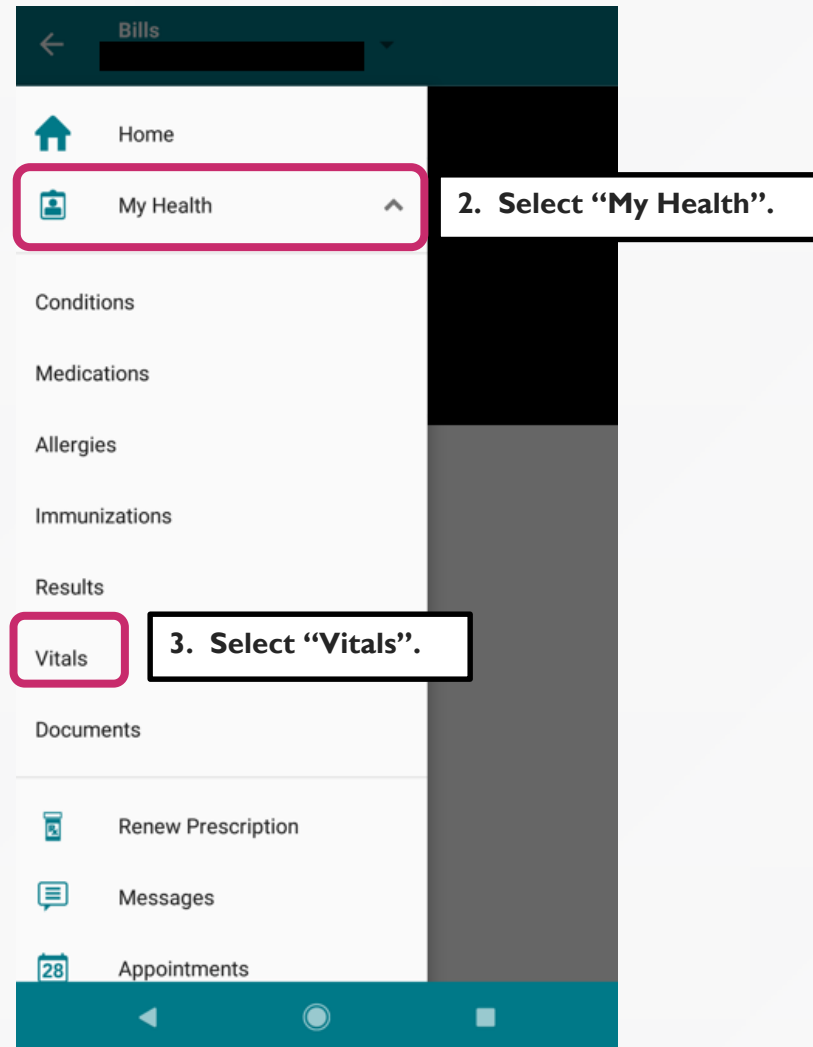 Bills
Home
My Health
2. Select “My Health”.
Conditions
Medications
Allergies
Immunizations
Results
Vitals
3. Select “Vitals”.
Documents
Renew Prescription
Messages
28
Appointments